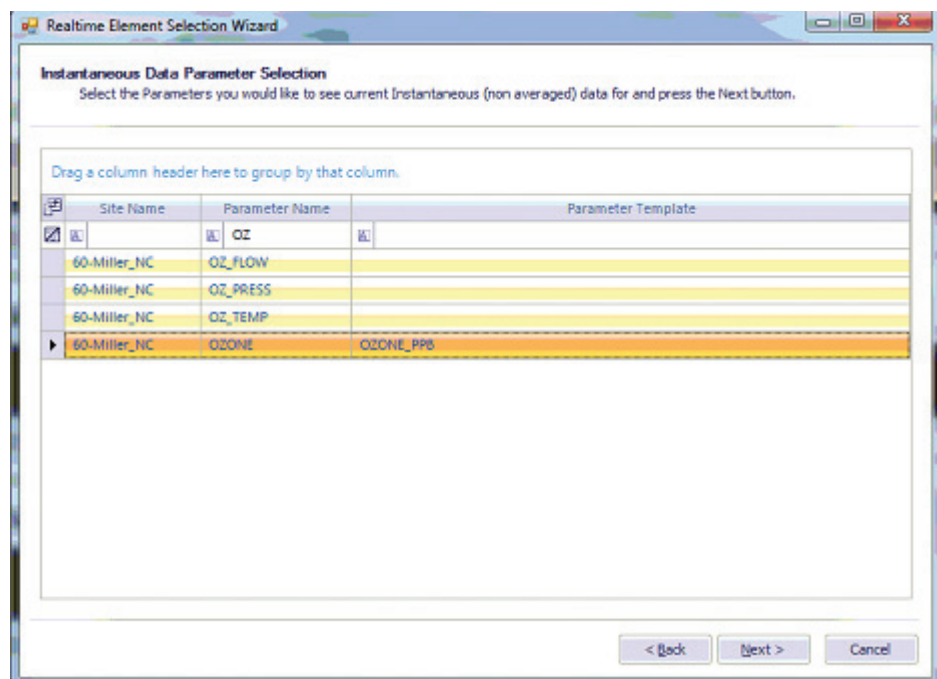 Realtime Element Selection Wizard
Instantaneous Data Parameter Selection
Select the Parameters you would like to see current Instantaneous (non averaged) data for and press the Next button.
Drag a column header here to group by that column.
Site Name Parameter Name Parameter Template
OZ
60-Miller_NC OZ_FLOW
60-Miller_NC OZ_PRESS
60-Miller_NC OZ_TEMP
60-Miller_NC OZONE OZONE_PPB
< Back Next > Cancel